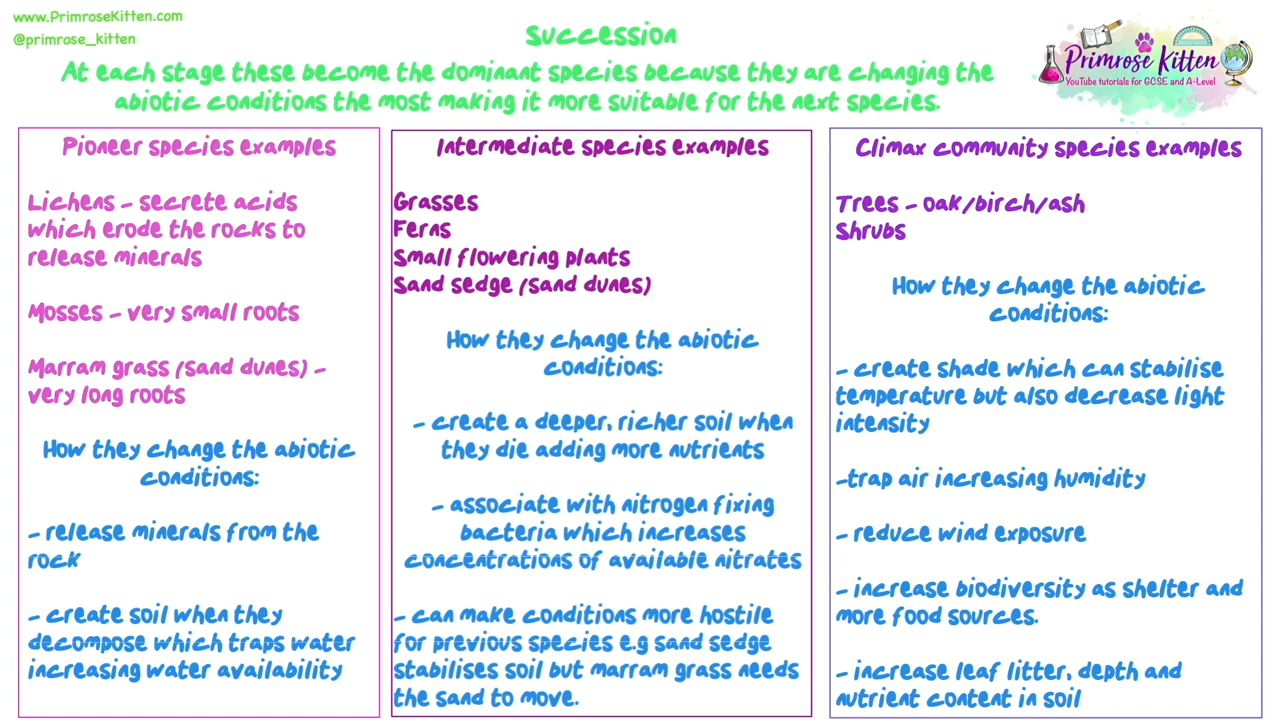 www.PrimroseKitten.com
@primrose_kitten
Succession
At each stage these become the dominant species because they are changing the
abiotic conditions the most making it more suitable for the next species.
Primrose Kitten
YouTube tutorials for GCSE and A-Level
Pioneer species examples
Lichens - secrete acids
which erode the rocks to
release minerals
Mosses - very small roots
Marram grass (sand dunes) -
very long roots
How they change the abiotic
conditions:
- release minerals from the
rock
- create soil when they
decompose which traps water
increasing water availability
Intermediate species examples
Grasses
Ferns
Small flowering plants
Sand sedge (sand dunes)
How they change the abiotic
conditions:
- create a deeper, richer soil when
they die adding more nutrients
- associate with nitrogen fixing
bacteria which increases
concentrations of available nitrates
- can make conditions more hostile
for previous species e.g sand sedge
stabilises soil but marram grass needs
the sand to move.
Climax community species examples
Trees - oak/birch/ash
Shrubs
How they change the abiotic
conditions:
- create shade which can stabilise
temperature but also decrease light
intensity
-trap air increasing humidity
- reduce wind exposure
- increase biodiversity as shelter and
more food sources.
- increase leaf litter, depth and
nutrient content in soil